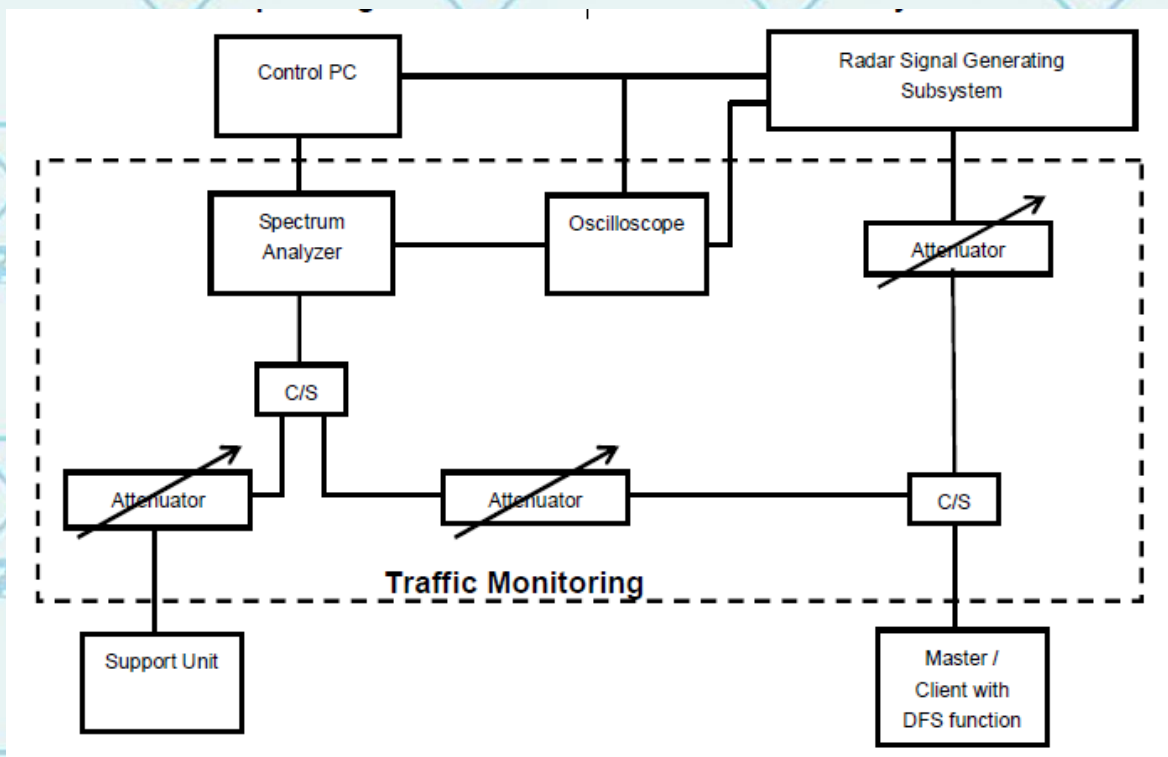 Control PC
Radar Signal Generating
Subsystem
Spectrum
Analyzer
Oscilloscope
Attenuator
C/S
Attenuator
Attenuator
C/S
Traffic Monitoring
Support Unit
Master /
Client with
DFS function